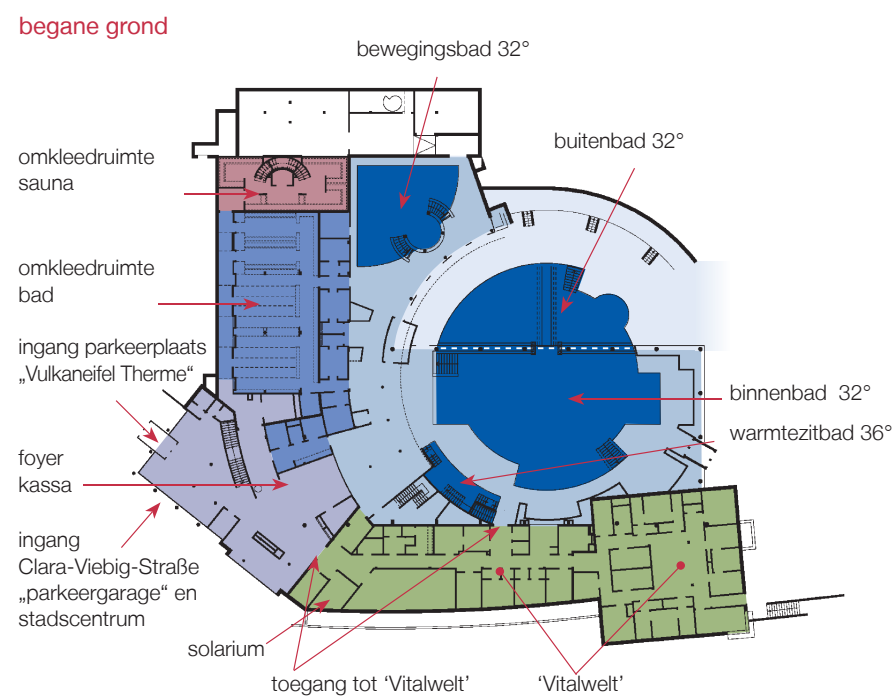 begane grond
bewegingsbad 32°
buitenbad 32°
omkleedruimte
sauna
omkleedruimte
bad
ingang parkeerplaats
„Vulkaneifel Therme“
binnenbad 32°
warmtezitbad 36°
foyer
kassa
ingang
Clara-Viebig-Straße
„parkeergarage“ en
stadscentrum
solarium
toegang tot ‘Vitalwelt’
‘Vitalwelt’